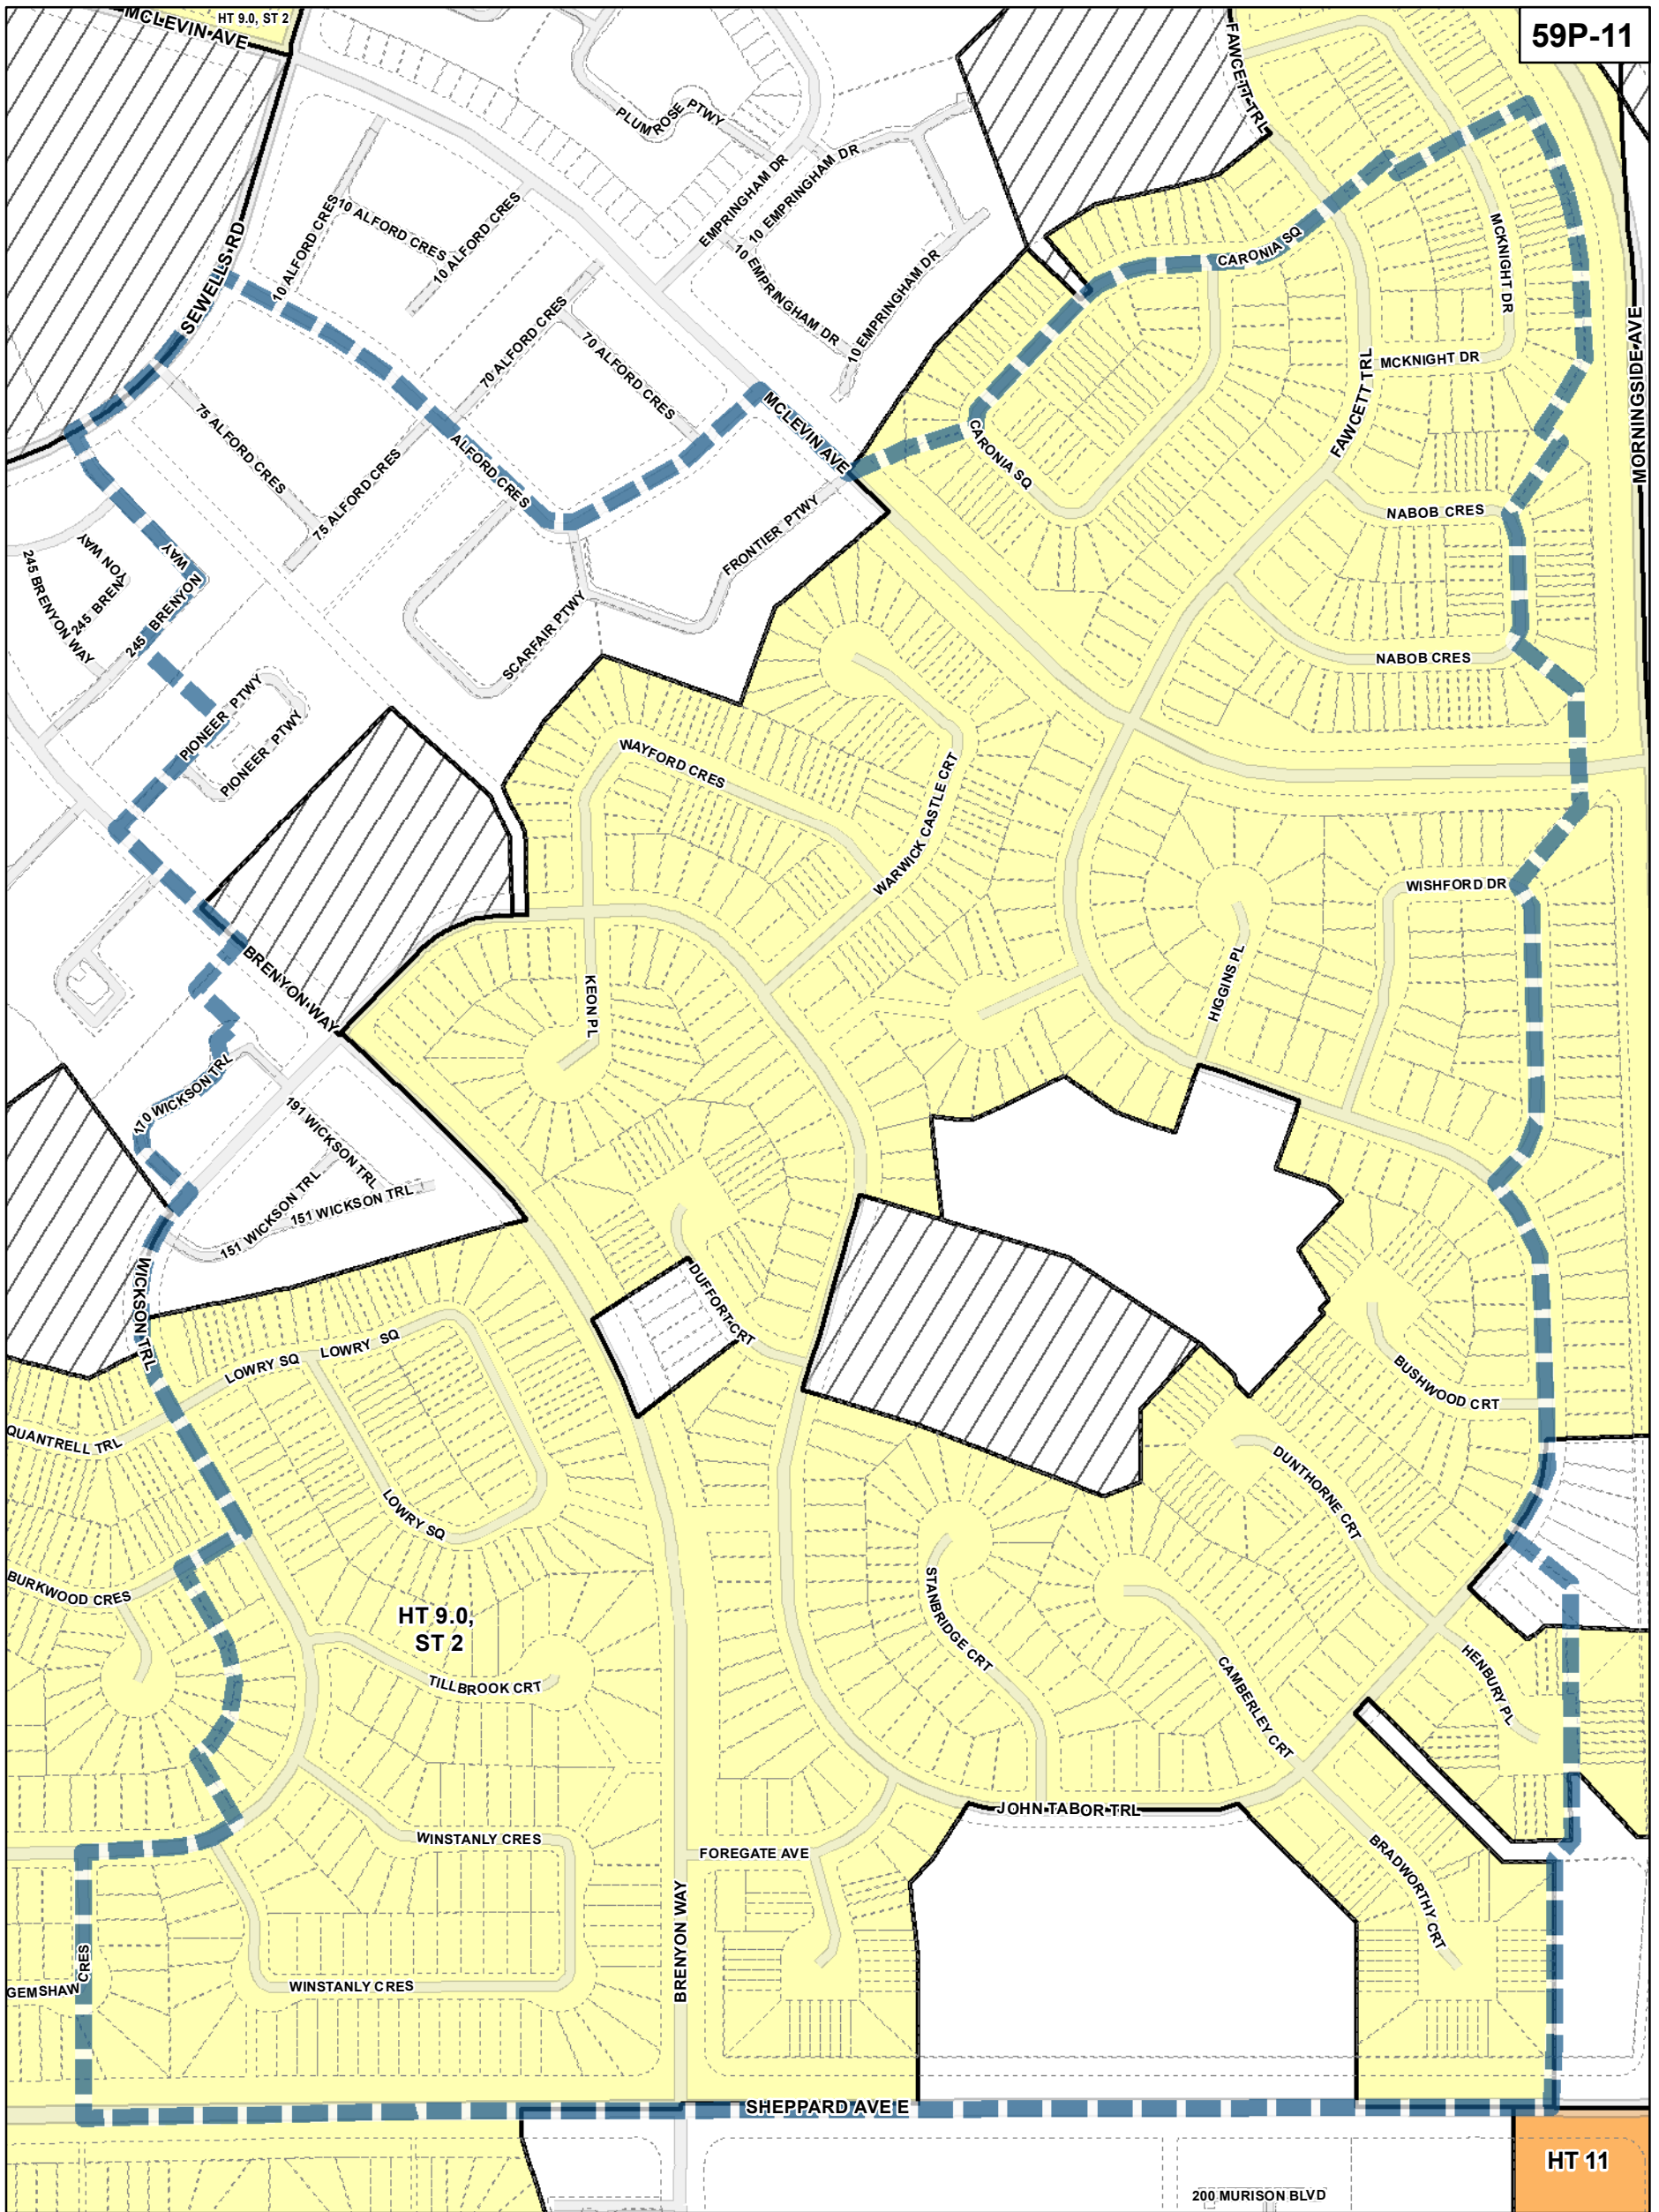 MCLEVIN AVE
HT 9.0, ST 2
59P-11
FAWCETT TRL
PLUMROSE PTWY
EMPRINGHAM DR
10 EMPRINGHAM DR
10 ALFORD CRES
10 ALFORD CRES
10 ALFORD CRES
SEWELLS RD
10 EMPRINGHAM DR
10 EMPRINGHAM DR
CARONIA SQ
MCKNIGHT DR
MCKNIGHT DR
MORNINGSIDE AVE
70 ALFORD CRES
70 ALFORD CRES
75 ALFORD CRES
75 ALFORD CRES
ALFORD CRES
MCLEVIN AVE
CARONIA SQ
FAWCETT TRL
NABOB CRES
NABOB CRES
FRONTIER PTWY
SCARFAIR PTWY
245 BRENYON WAY
245 BRENYON WAY
245 BRENYON WAY
PIONEER PTWY
PIONEER PTWY
WAYFORD CRES
WARWICK CASTLE CRT
WISHFORD DR
HIGGINS PL
KEON PL
BRENYON WAY
170 WICKSON TRL
191 WICKSON TRL
151 WICKSON TRL
151 WICKSON TRL
WICKSON TRL
DUFFORT CRT
LOWRY SQ
LOWRY SQ
LOWRY SQ
QUANTRELL TRL
BUSHWOOD CRT
DUNTHORNE CRT
BURKWOOD CRES
HT 9.0,
ST 2
TILLBROOK CRT
STANBRIDGE CRT
CAMBERLEY CRT
HENBURY PL
JOHN TABOR TRL
WINSTANLY CRES
FOREGATE AVE
BRADWORTHY CRT
BRENYON WAY
GEMSHAW CRES
WINSTANLY CRES
SHEPPARD AVE E
HT 11
200 MURISON BLVD